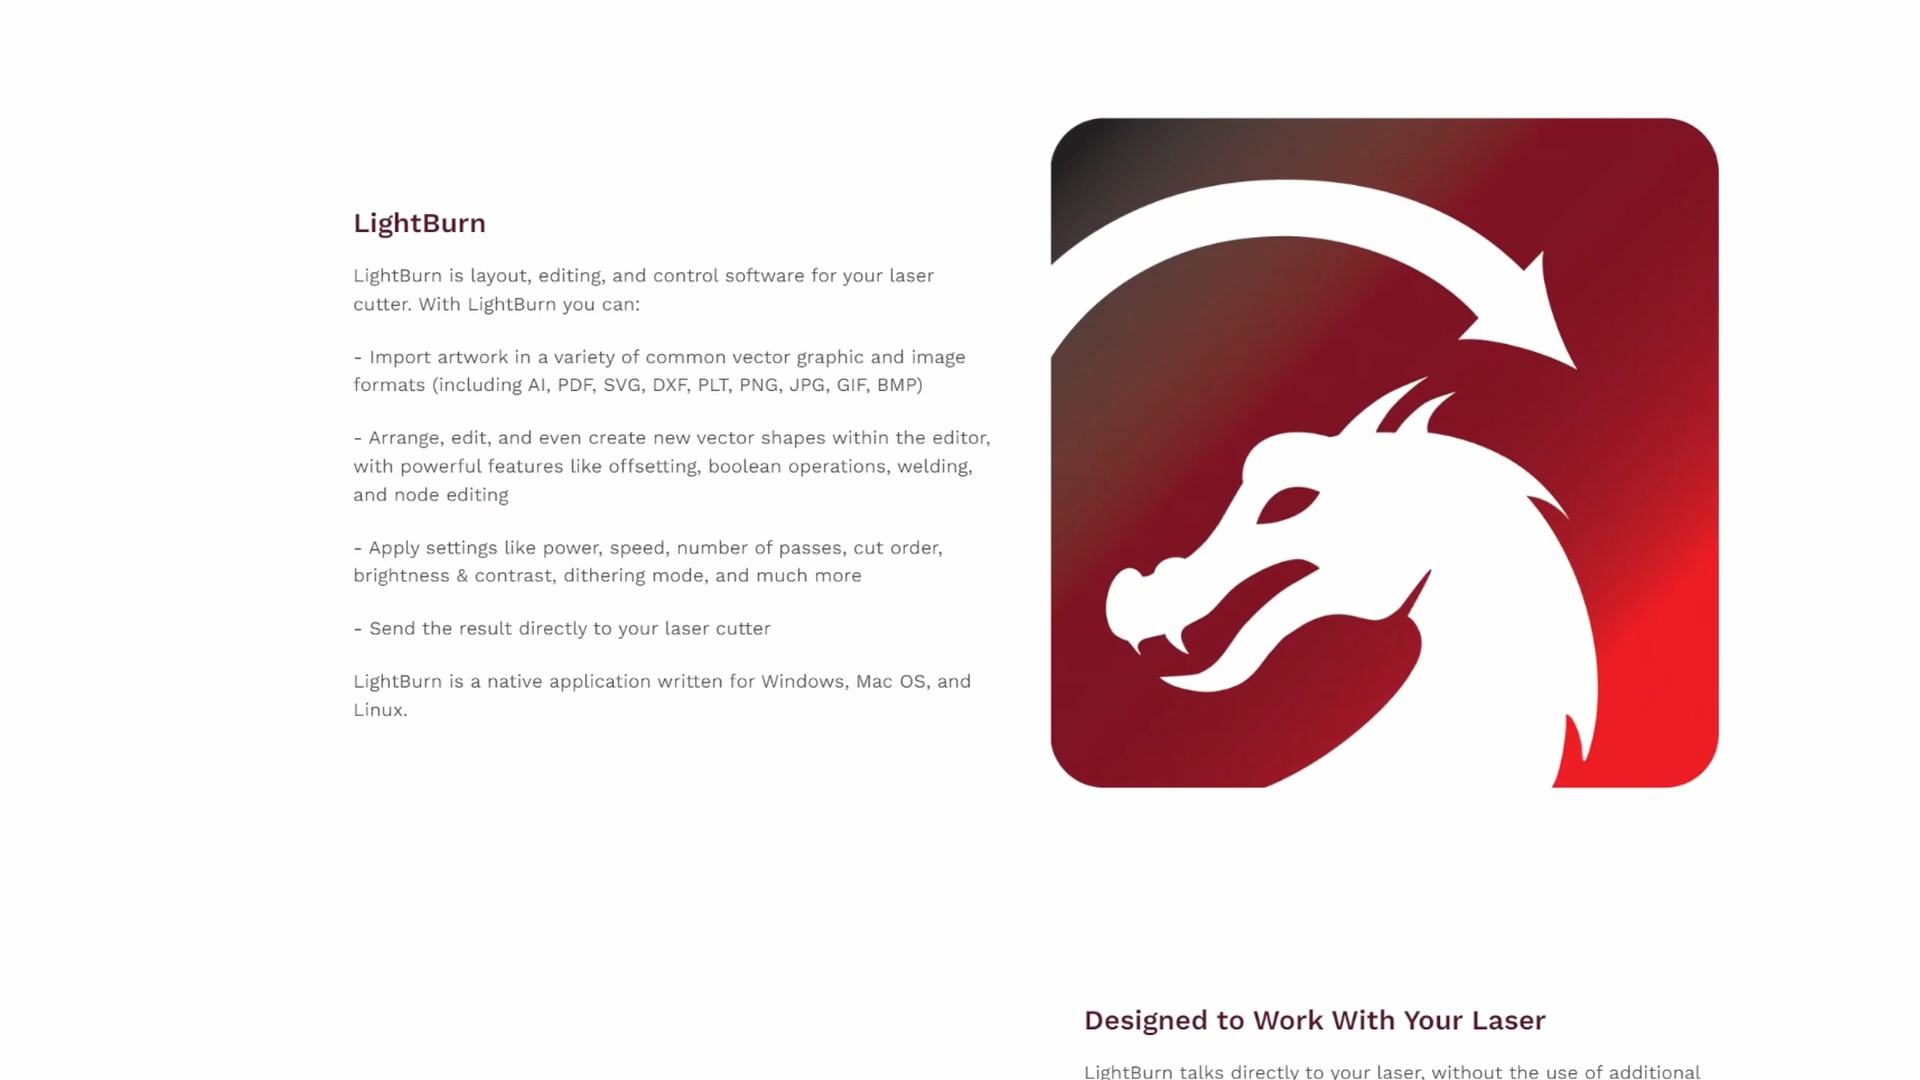 LightBurn
LightBurn is layout, editing, and control software for your laser
cutter. With LightBurn you can:
- Import artwork in a variety of common vector graphic and image
formats (including AI, PDF, SVG, DXF, PLT, PNG, JPG, GIF, BMP)
- Arrange, edit, and even create new vector shapes within the editor,
with powerful features like offsetting, boolean operations, welding,
and node editing
- Apply settings like power, speed, number of passes, cut order,
brightness & contrast, dithering mode, and much more
- Send the result directly to your laser cutter
LightBurn is a native application written for Windows, Mac OS, and
Linux.
Designed to Work With Your Laser
LightBurn talks directly to your laser, without the use of additional